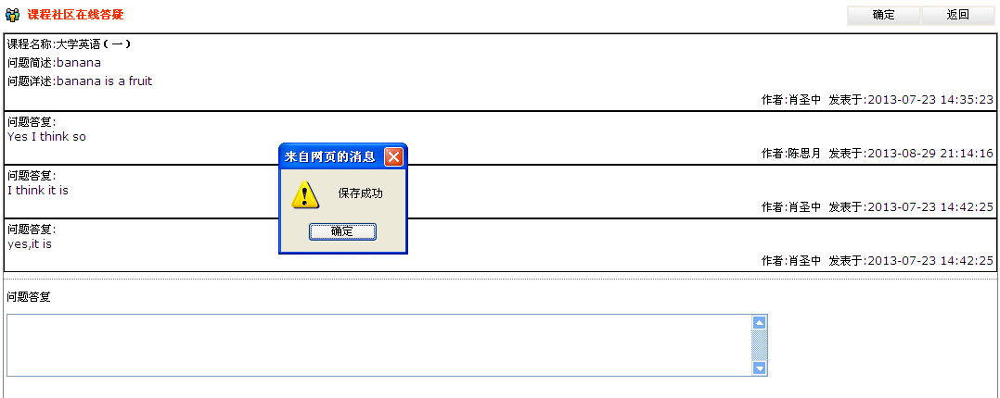 课程社区在线答疑
确定 返回
课程名称:大学英语(一)
问题简述:banana
问题详述:banana is a fruit
作者:肖圣中 发表于:2013-07-23 14:35:23
问题答复:
Yes I think so
作者:陈思月 发表于:2013-08-29 21:14:16
问题答复:
I think it is
作者:肖圣中 发表于:2013-07-23 14:42:25
问题答复:
yes,it is
作者:肖圣中 发表于:2013-07-23 14:42:25
来自网页的消息
保存成功
确定
问题答复